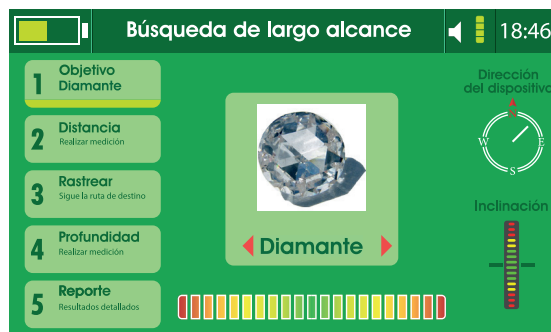 Búsqueda de largo alcance
18:46
1
Objetivo
Diamante
2
Distancia
Realizar medición
3
Rastrear
Sigue la ruta de destino
4
Profundidad
Realizar medición
5
Reporte
Resultados detallados
Diamante
Dirección
del dispositivo
N
W
E
S
Inclinación